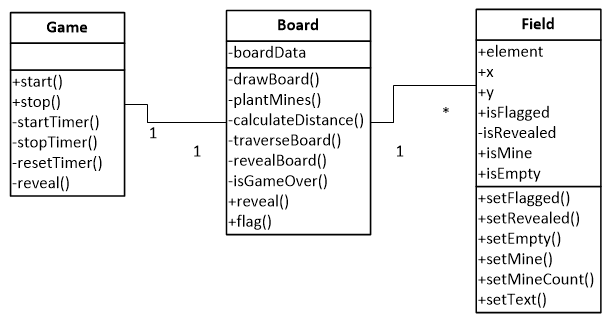 Game
+start()
+stop()
-startTimer()
-stopTimer()
-resetTimer()
-reveal()
1
1
Board
-boardData
-drawBoard()
-plantMines()
-calculateDistance()
-traverseBoard()
-revealBoard()
-isGameOver()
+reveal()
+flag()
1
*
Field
+element
+x
+y
+isFlagged
-isRevealed
+isMine
+isEmpty
+setFlagged()
+setRevealed()
+setEmpty()
+setMine()
+setMineCount()
+setText()